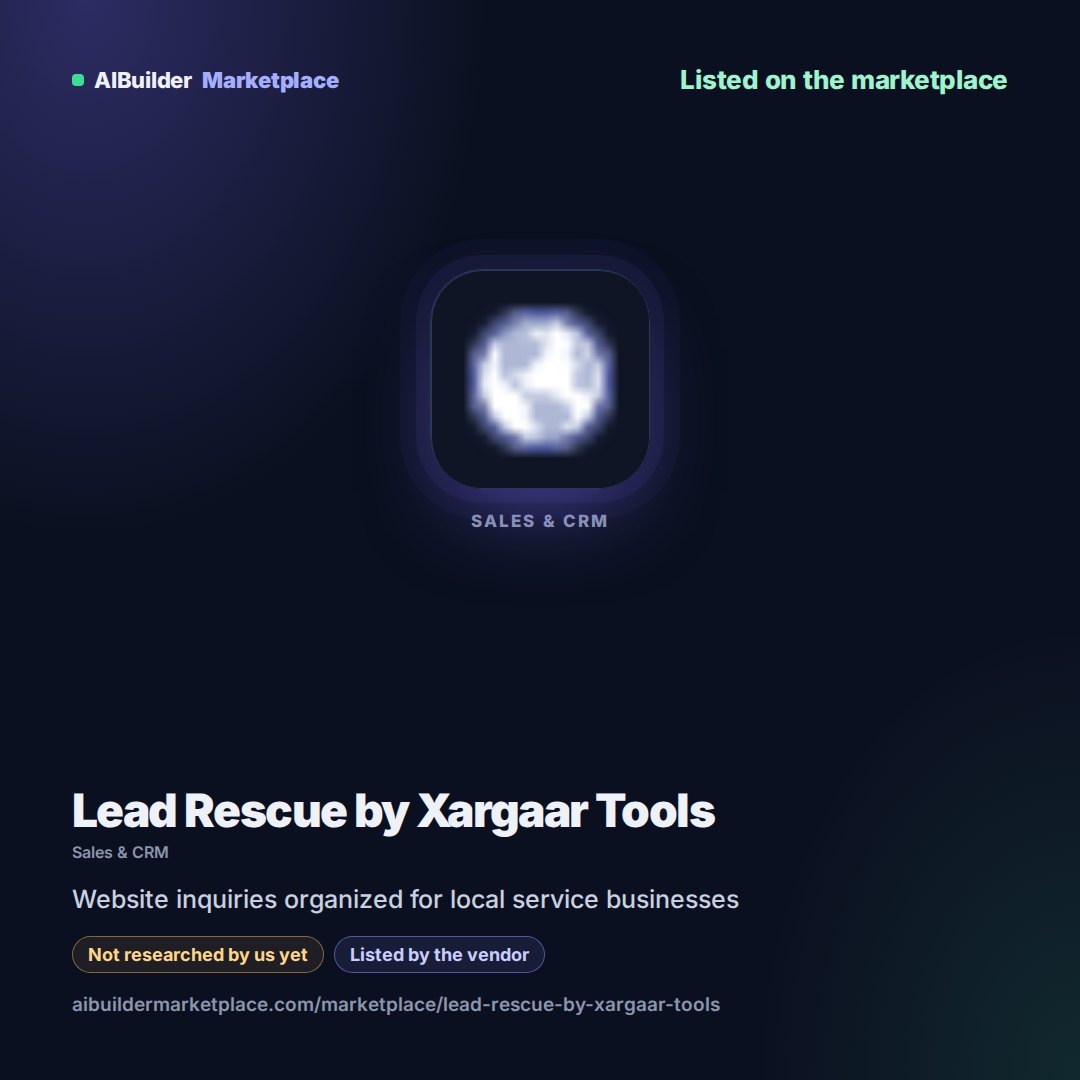 AIBuilder Marketplace
Listed on the marketplace
SALES & CRM
Lead Rescue by Xargaar Tools
Sales & CRM
Website inquiries organized for local service businesses
Not researched by us yet
Listed by the vendor
aibuildermarketplace.com/marketplace/lead-rescue-by-xargaar-tools